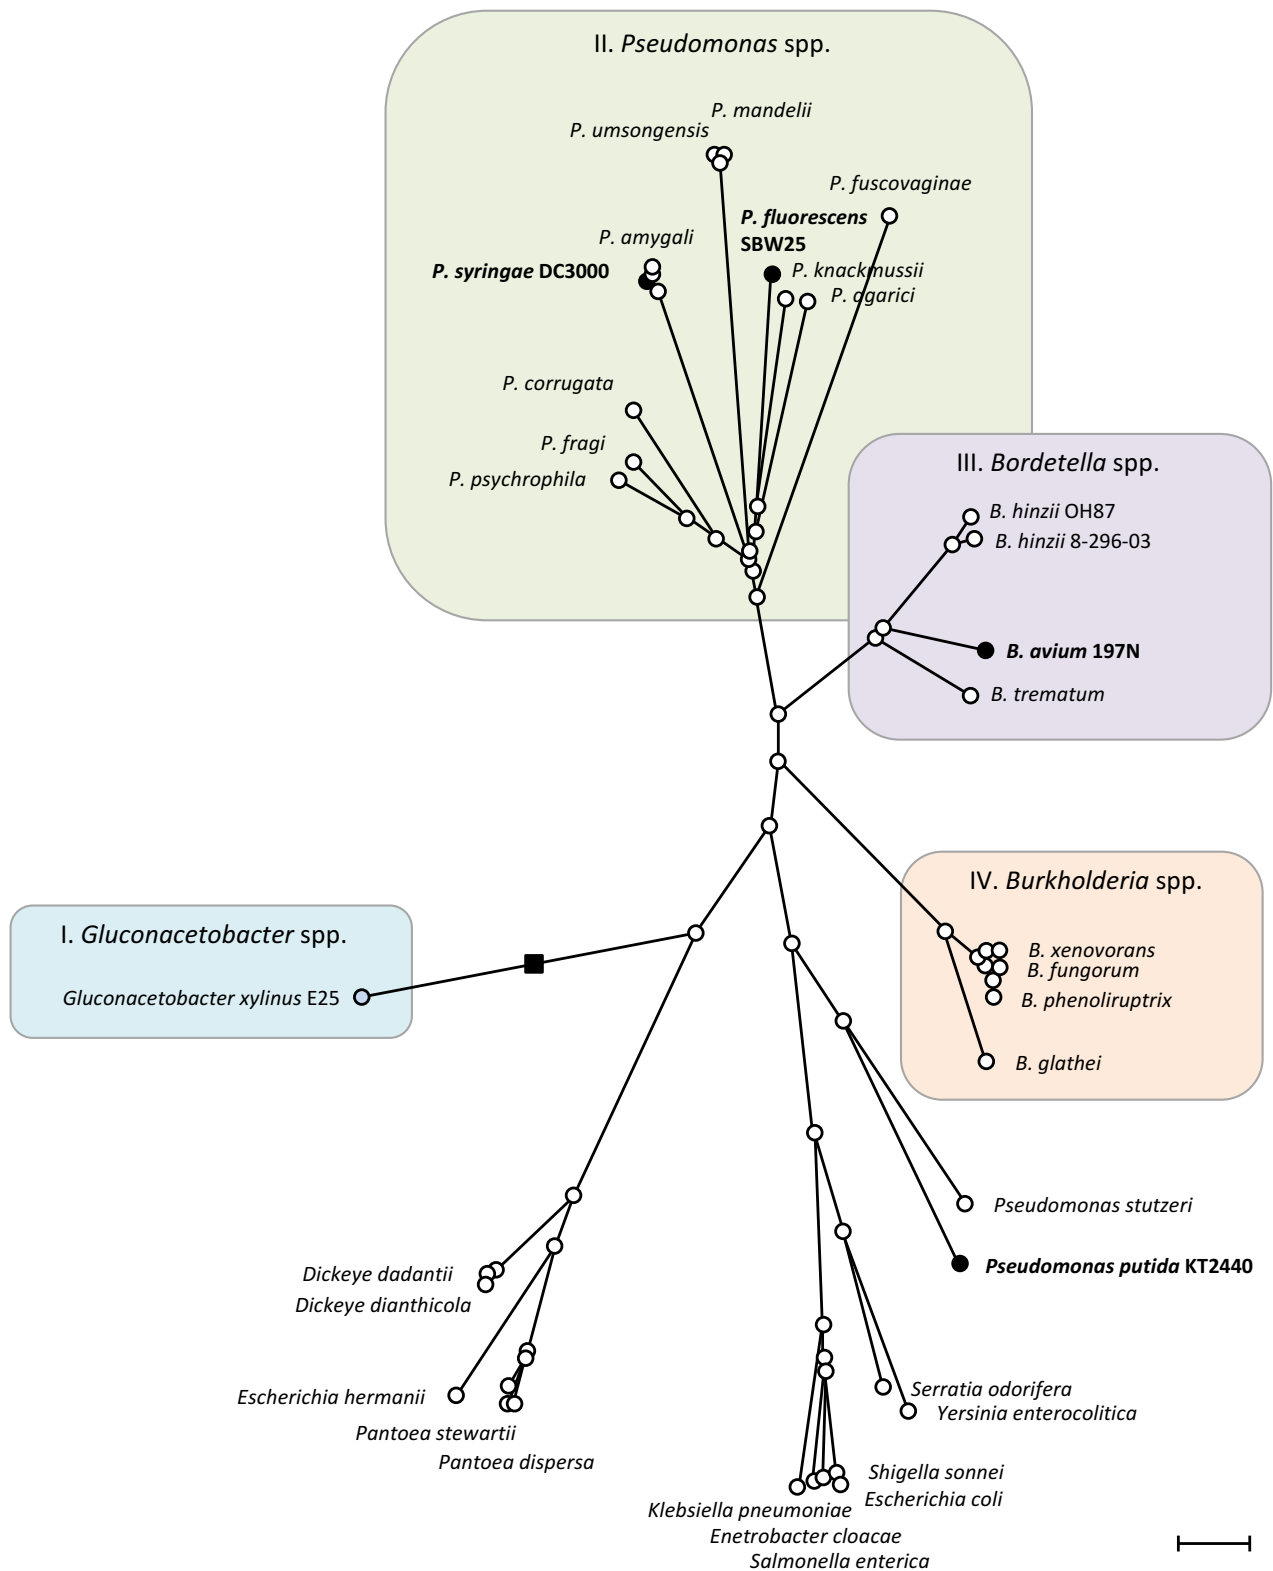 II. Pseudomonas spp.
P. mandelii
P. umsongensis
P. fuscovaginae
P. fluorescens
SBW25
P. amygali
P. syringae DC3000
P. knackmussii
P. agarici
P. corrugata
P. fragi
P. psychrophila
III. Bordetella spp.
B. hinzii OH87
B. hinzii 8-296-03
B. avium 197N
B. trematum
IV. Burkholderia spp.
B. xenovorans
B. fungorum
B. phenoliruptrix
B. glathei
I. Gluconacetobacter spp.
Gluconacetobacter xylinus E25
Pseudomonas stutzeri
Pseudomonas putida KT2440
Dickeye dadantii
Dickeye dianthicola
Escherichia hermanii
Pantoea stewartii
Pantoea dispersa
Serratia odorifera
Yersinia enterocolitica
Shigella sonnei
Escherichia coli
Klebsiella pneumoniae
Enetrobacter cloacae
Salmonella enterica